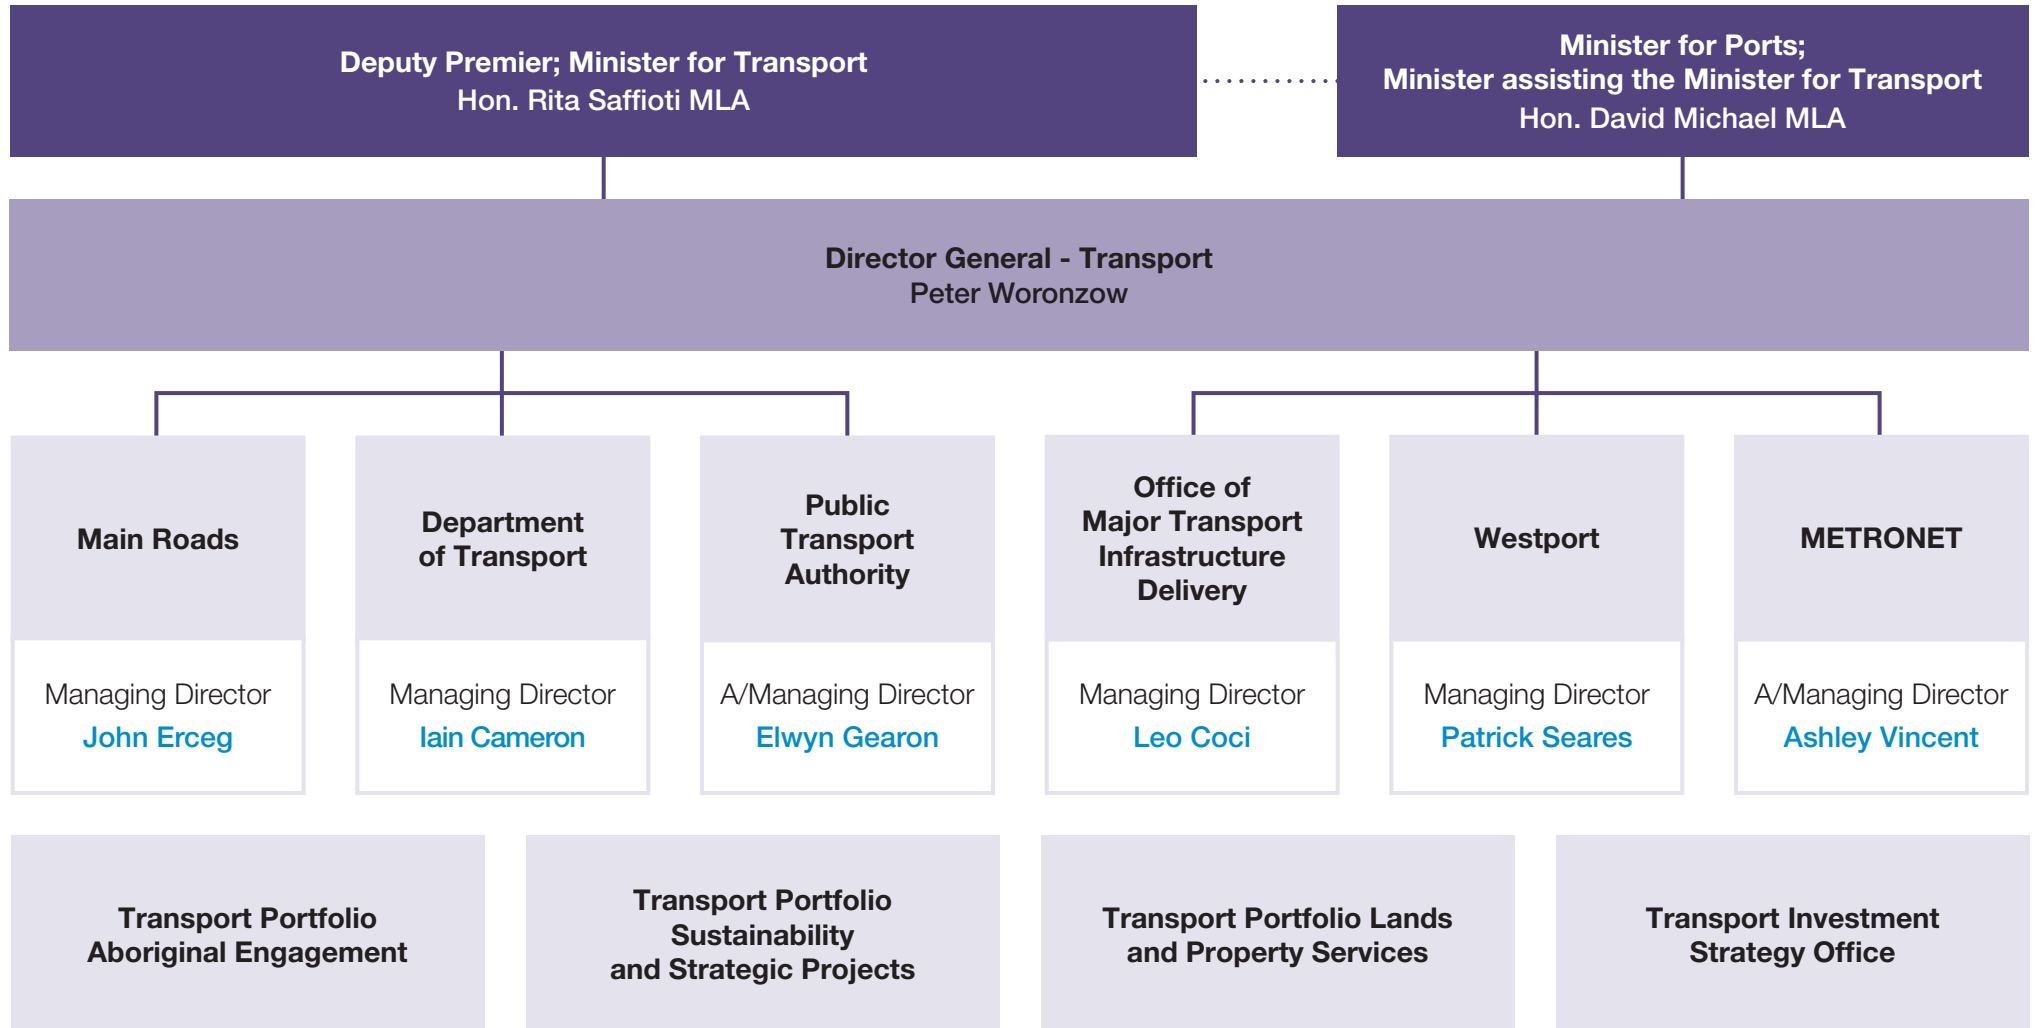 Deputy Premier; Minister for Transport
Hon. Rita Saffioti MLA
Minister for Ports;
Minister assisting the Minister for Transport
Hon. David Michael MLA
Director General - Transport
Peter Woronzow
Main Roads
Managing Director
John Erceg
Department
of Transport
Managing Director
Iain Cameron
Public
Transport
Authority
A/Managing Director
Elwyn Gearon
Office of
Major Transport
Infrastructure
Delivery
Managing Director
Leo Coci
Westport
Managing Director
Patrick Seares
METRONET
A/Managing Director
Ashley Vincent
Transport Portfolio
Aboriginal Engagement
Transport Portfolio
Sustainability
and Strategic Projects
Transport Portfolio Lands
and Property Services
Transport Investment
Strategy Office